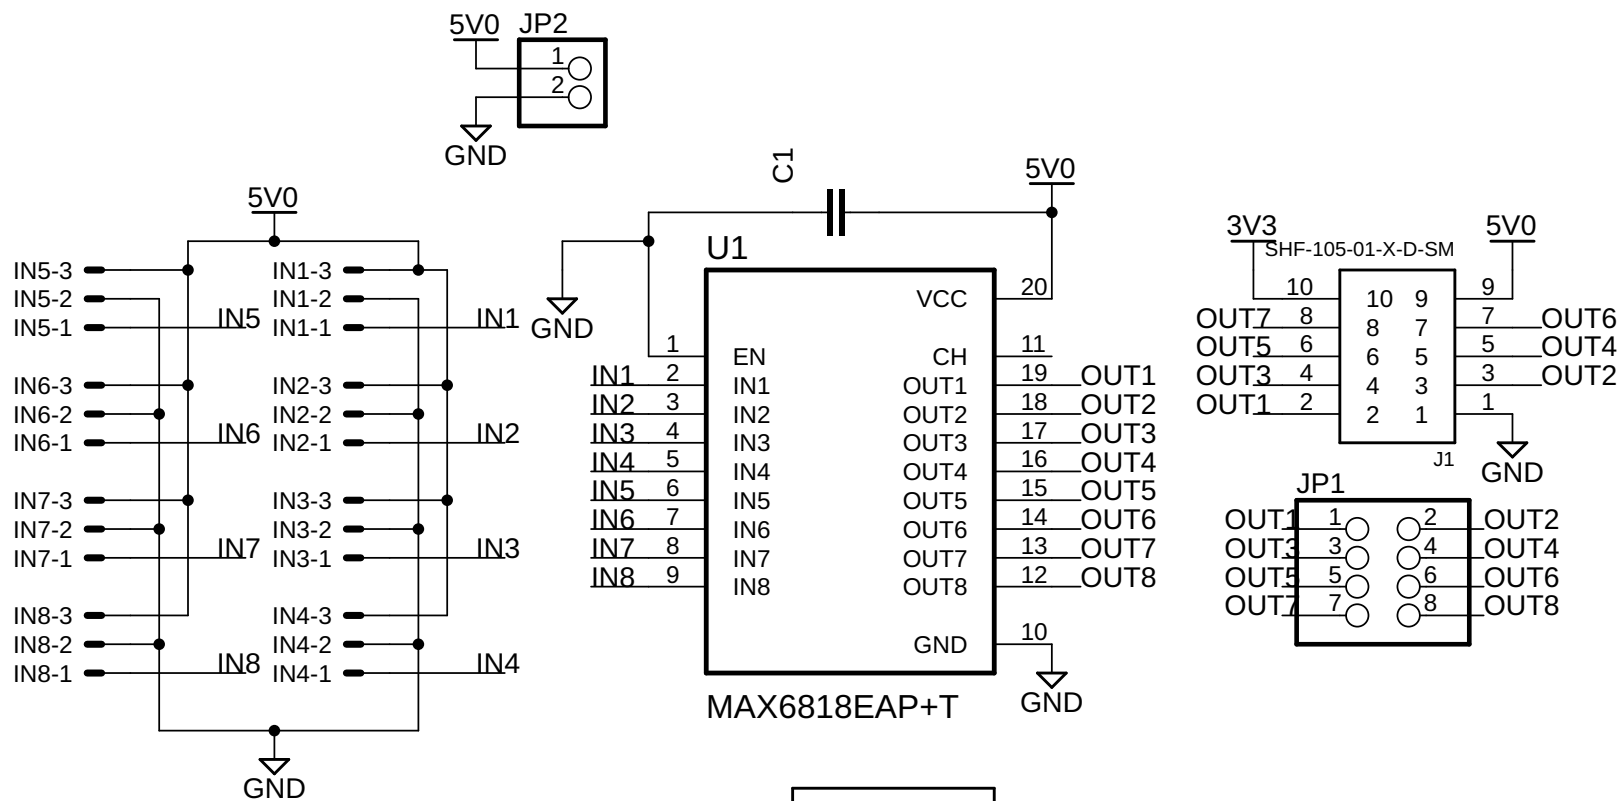 5V0 JP2
1
2
GND
5V0
IN5-3
IN5-2
IN5-1 IN5
IN6-3
IN6-2
IN6-1 IN6
IN7-3
IN7-2
IN7-1 IN7
IN8-3
IN8-2
IN8-1 IN8
IN1-3
IN1-2
IN1-1 IN1
IN2-3
IN2-2
IN2-1 IN2
IN3-3
IN3-2
IN3-1 IN3
IN4-3
IN4-2
IN4-1 IN4
GND
C1
5V0
GND
U1
VCC 20
1 EN CH 11
IN1 2 IN1 OUT1 19 OUT1
IN2 3 IN2 OUT2 18 OUT2
IN3 4 IN3 OUT3 17 OUT3
IN4 5 IN4 OUT4 16 OUT4
IN5 6 IN5 OUT5 15 OUT5
IN6 7 IN6 OUT6 14 OUT6
IN7 8 IN7 OUT7 13 OUT7
IN8 9 IN8 OUT8 12 OUT8
GND 10
MAX6818EAP+T
GND
3V3 5V0
SHF-105-01-X-D-SM
10 10 9 9
OUT7 8 8 7 7 OUT6
OUT5 6 6 5 5 OUT4
OUT3 4 4 3 3 OUT2
OUT1 2 2 1 1
J1
GND
JP1
OUT1 1 2 OUT2
OUT3 3 4 OUT4
OUT5 5 6 OUT6
OUT7 7 8 OUT8